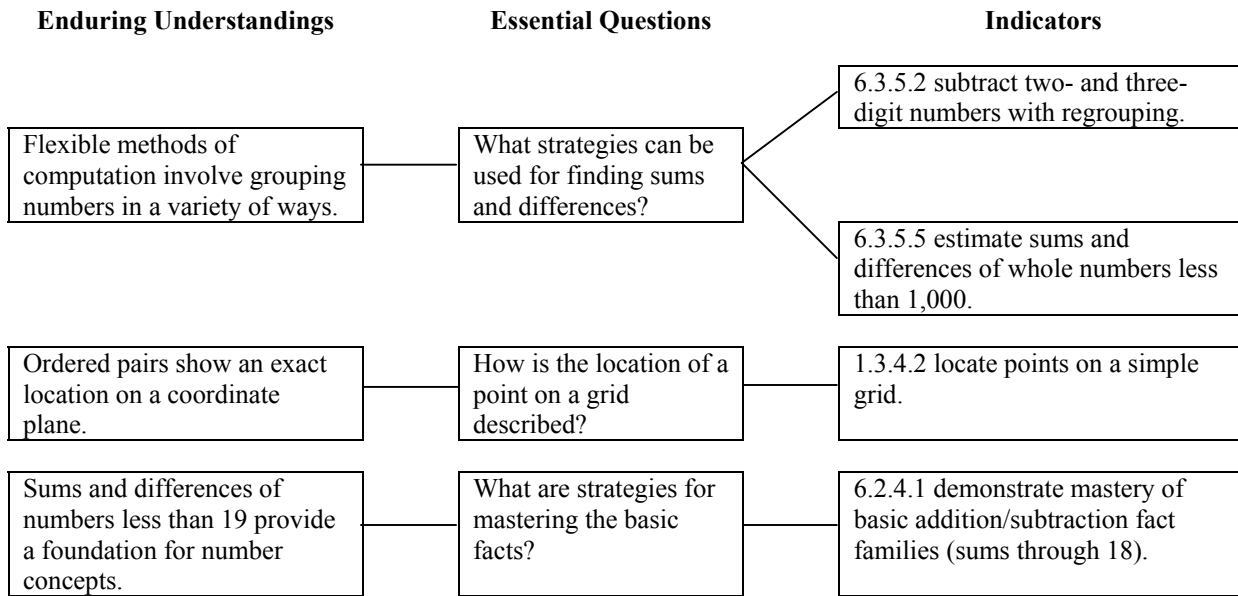 Enduring Understandings
Essential Questions
Indicators
Flexible methods of
computation involve grouping
numbers in a variety of ways.
What strategies can be
used for finding sums
and differences?
6.3.5.2 subtract two- and three-
digit numbers with regrouping.
6.3.5.5 estimate sums and
differences of whole numbers less
than 1,000.
Ordered pairs show an exact
location on a coordinate
plane.
How is the location of a
point on a grid
described?
1.3.4.2 locate points on a simple
grid.
Sums and differences of
numbers less than 19 provide
a foundation for number
concepts.
What are strategies for
mastering the basic
facts?
6.2.4.1 demonstrate mastery of
basic addition/subtraction fact
families (sums through 18).